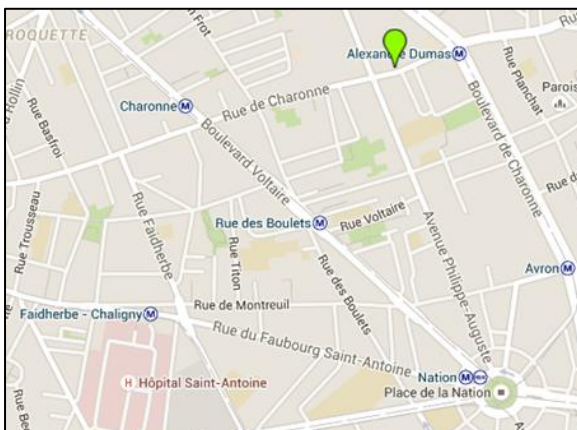 ROQUETTE
n Frot
Alexandre Dumas M
Rue
Rollin
Rue Planchat
Parois
Charonne M
Rue de Charonne
Rue Basfroi
Boulevard Voltaire
Boulevard de Charonne
Rue Trousseau
Rue Faidherbe
Rue des Boulets M
Rue Voltaire
Rue d
Rue Titon
Rue des Boulets
Avenue Philippe-Auguste
Avron M
Rue de Montreuil
Faidherbe - Chaligny M
Rue du Faubourg Saint-Antoine
H Hôpital Saint-Antoine
Nation M
Place de la Nation
Rue Be
A